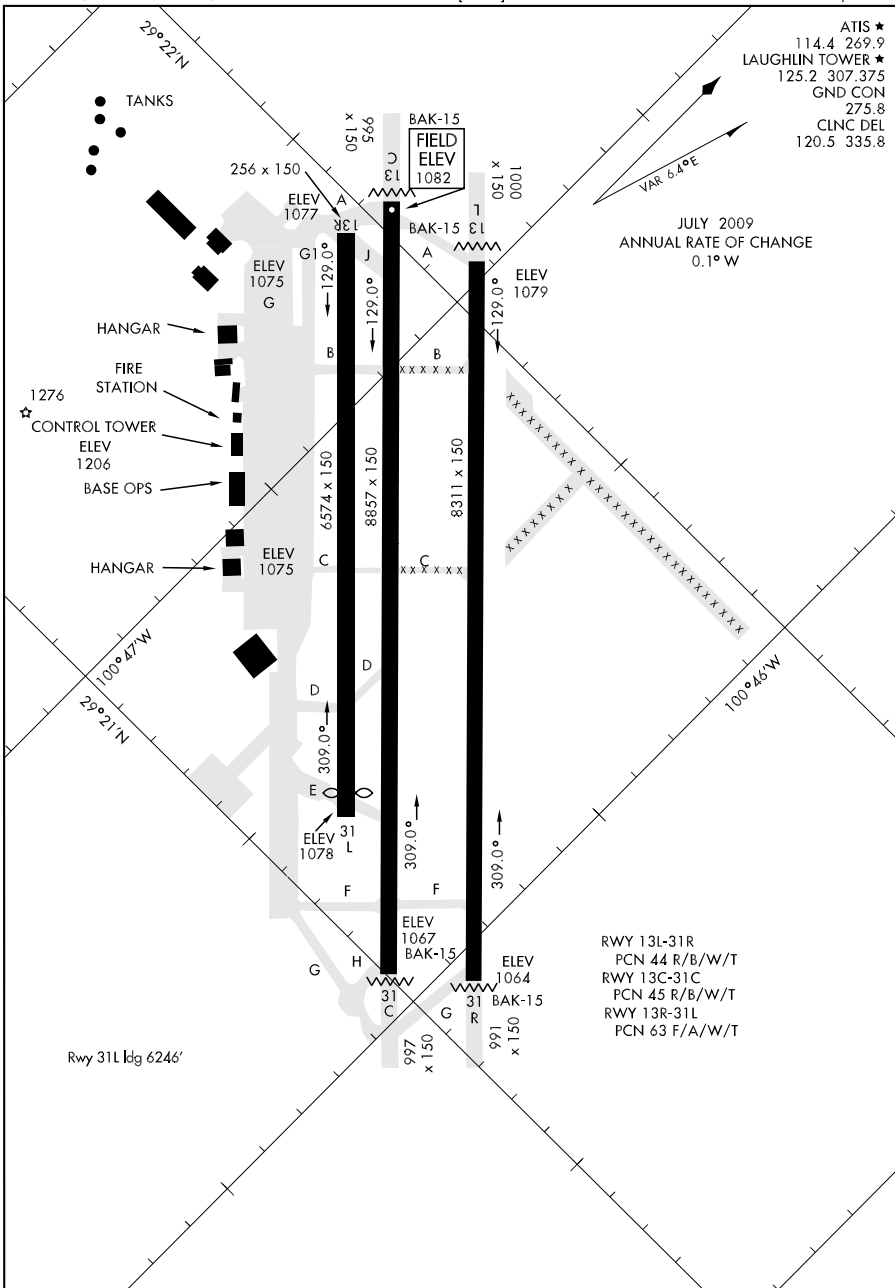 ATIS ★
114.4 269.9
LAUGHLIN TOWER ★
125.2 307.375
GND CON
275.8
CLNC DEL
120.5 335.8
VAR 6.4°E
JULY 2009
ANNUAL RATE OF CHANGE
0.1° W
29°22'N
TANKS
995
x 150
BAK-15
FIELD
ELEV
1082
1000
x 150
256 x 150
ELEV
1077
A
13R
13
C
BAK-15
13
L
G1
J
A
ELEV
1075
G
129.0°
129.0°
129.0°
ELEV
1079
HANGAR
B
B
B
FIRE
STATION
1276
CONTROL TOWER
ELEV
1206
BASE OPS
6574 x 150
8857 x 150
8311 x 150
HANGAR
ELEV
1075
C
C
xxxxxx
xxxxxx
100°47'W
29°21'N
100°46'W
D
D
309.0°
309.0°
309.0°
E
ELEV
1078
31
L
F
F
ELEV
1067
BAK-15
G
H
31
C
ELEV
1064
BAK-15
31
R
G
997
x 150
991
x 150
RWY 13L-31R
PCN 44 R/B/W/T
RWY 13C-31C
PCN 45 R/B/W/T
RWY 13R-31L
PCN 63 F/A/W/T
Rwy 31L ldg 6246'